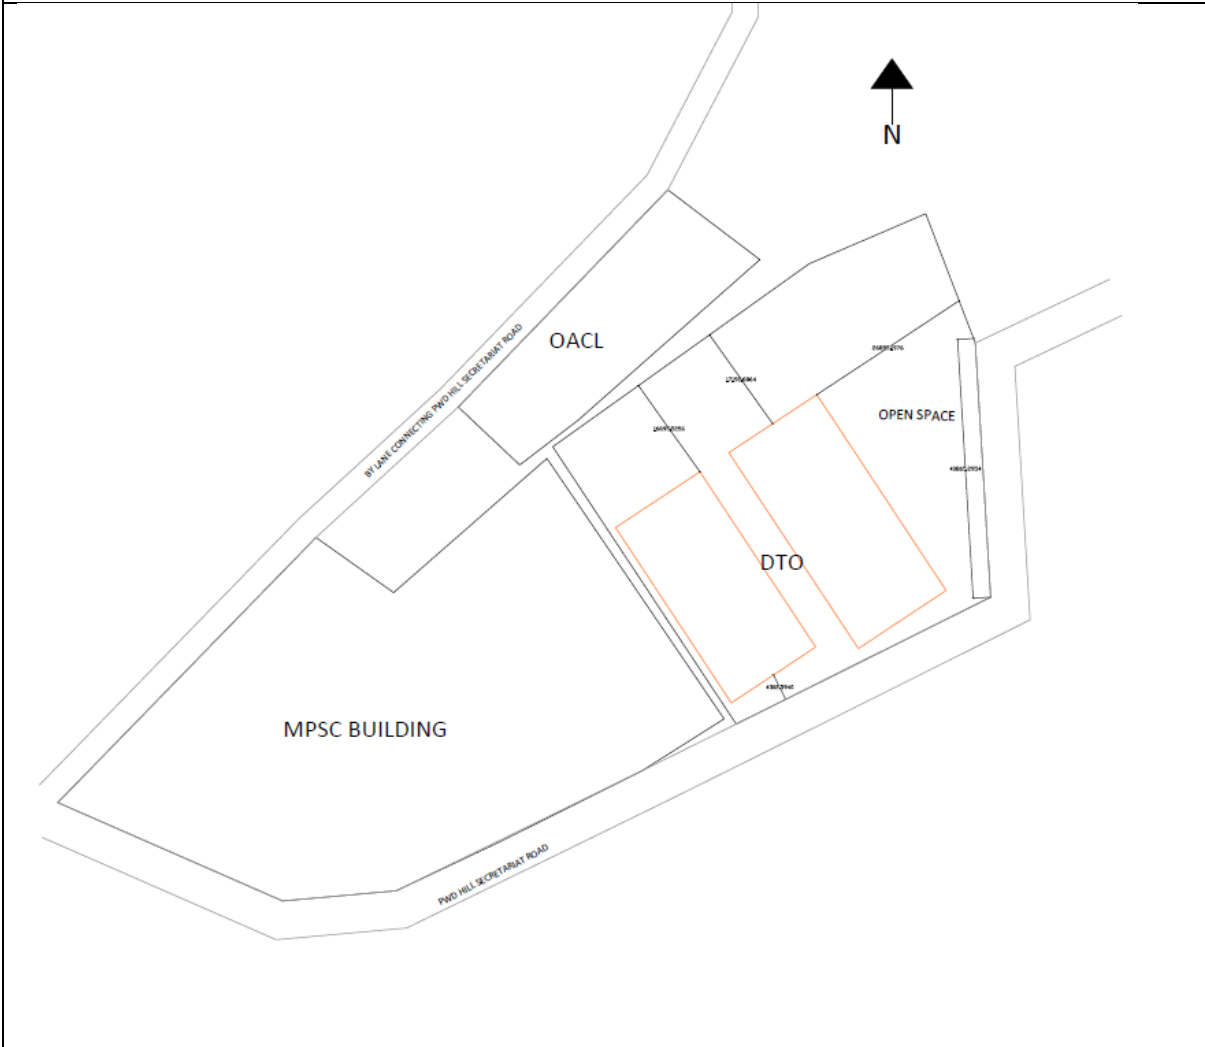 N
OACL
BY LANE CONNECTING PWD HILL SECRETARIAT ROAD
OPEN SPACE
DTO
MPSC BUILDING
PWD HILL SECRETARIAT ROAD